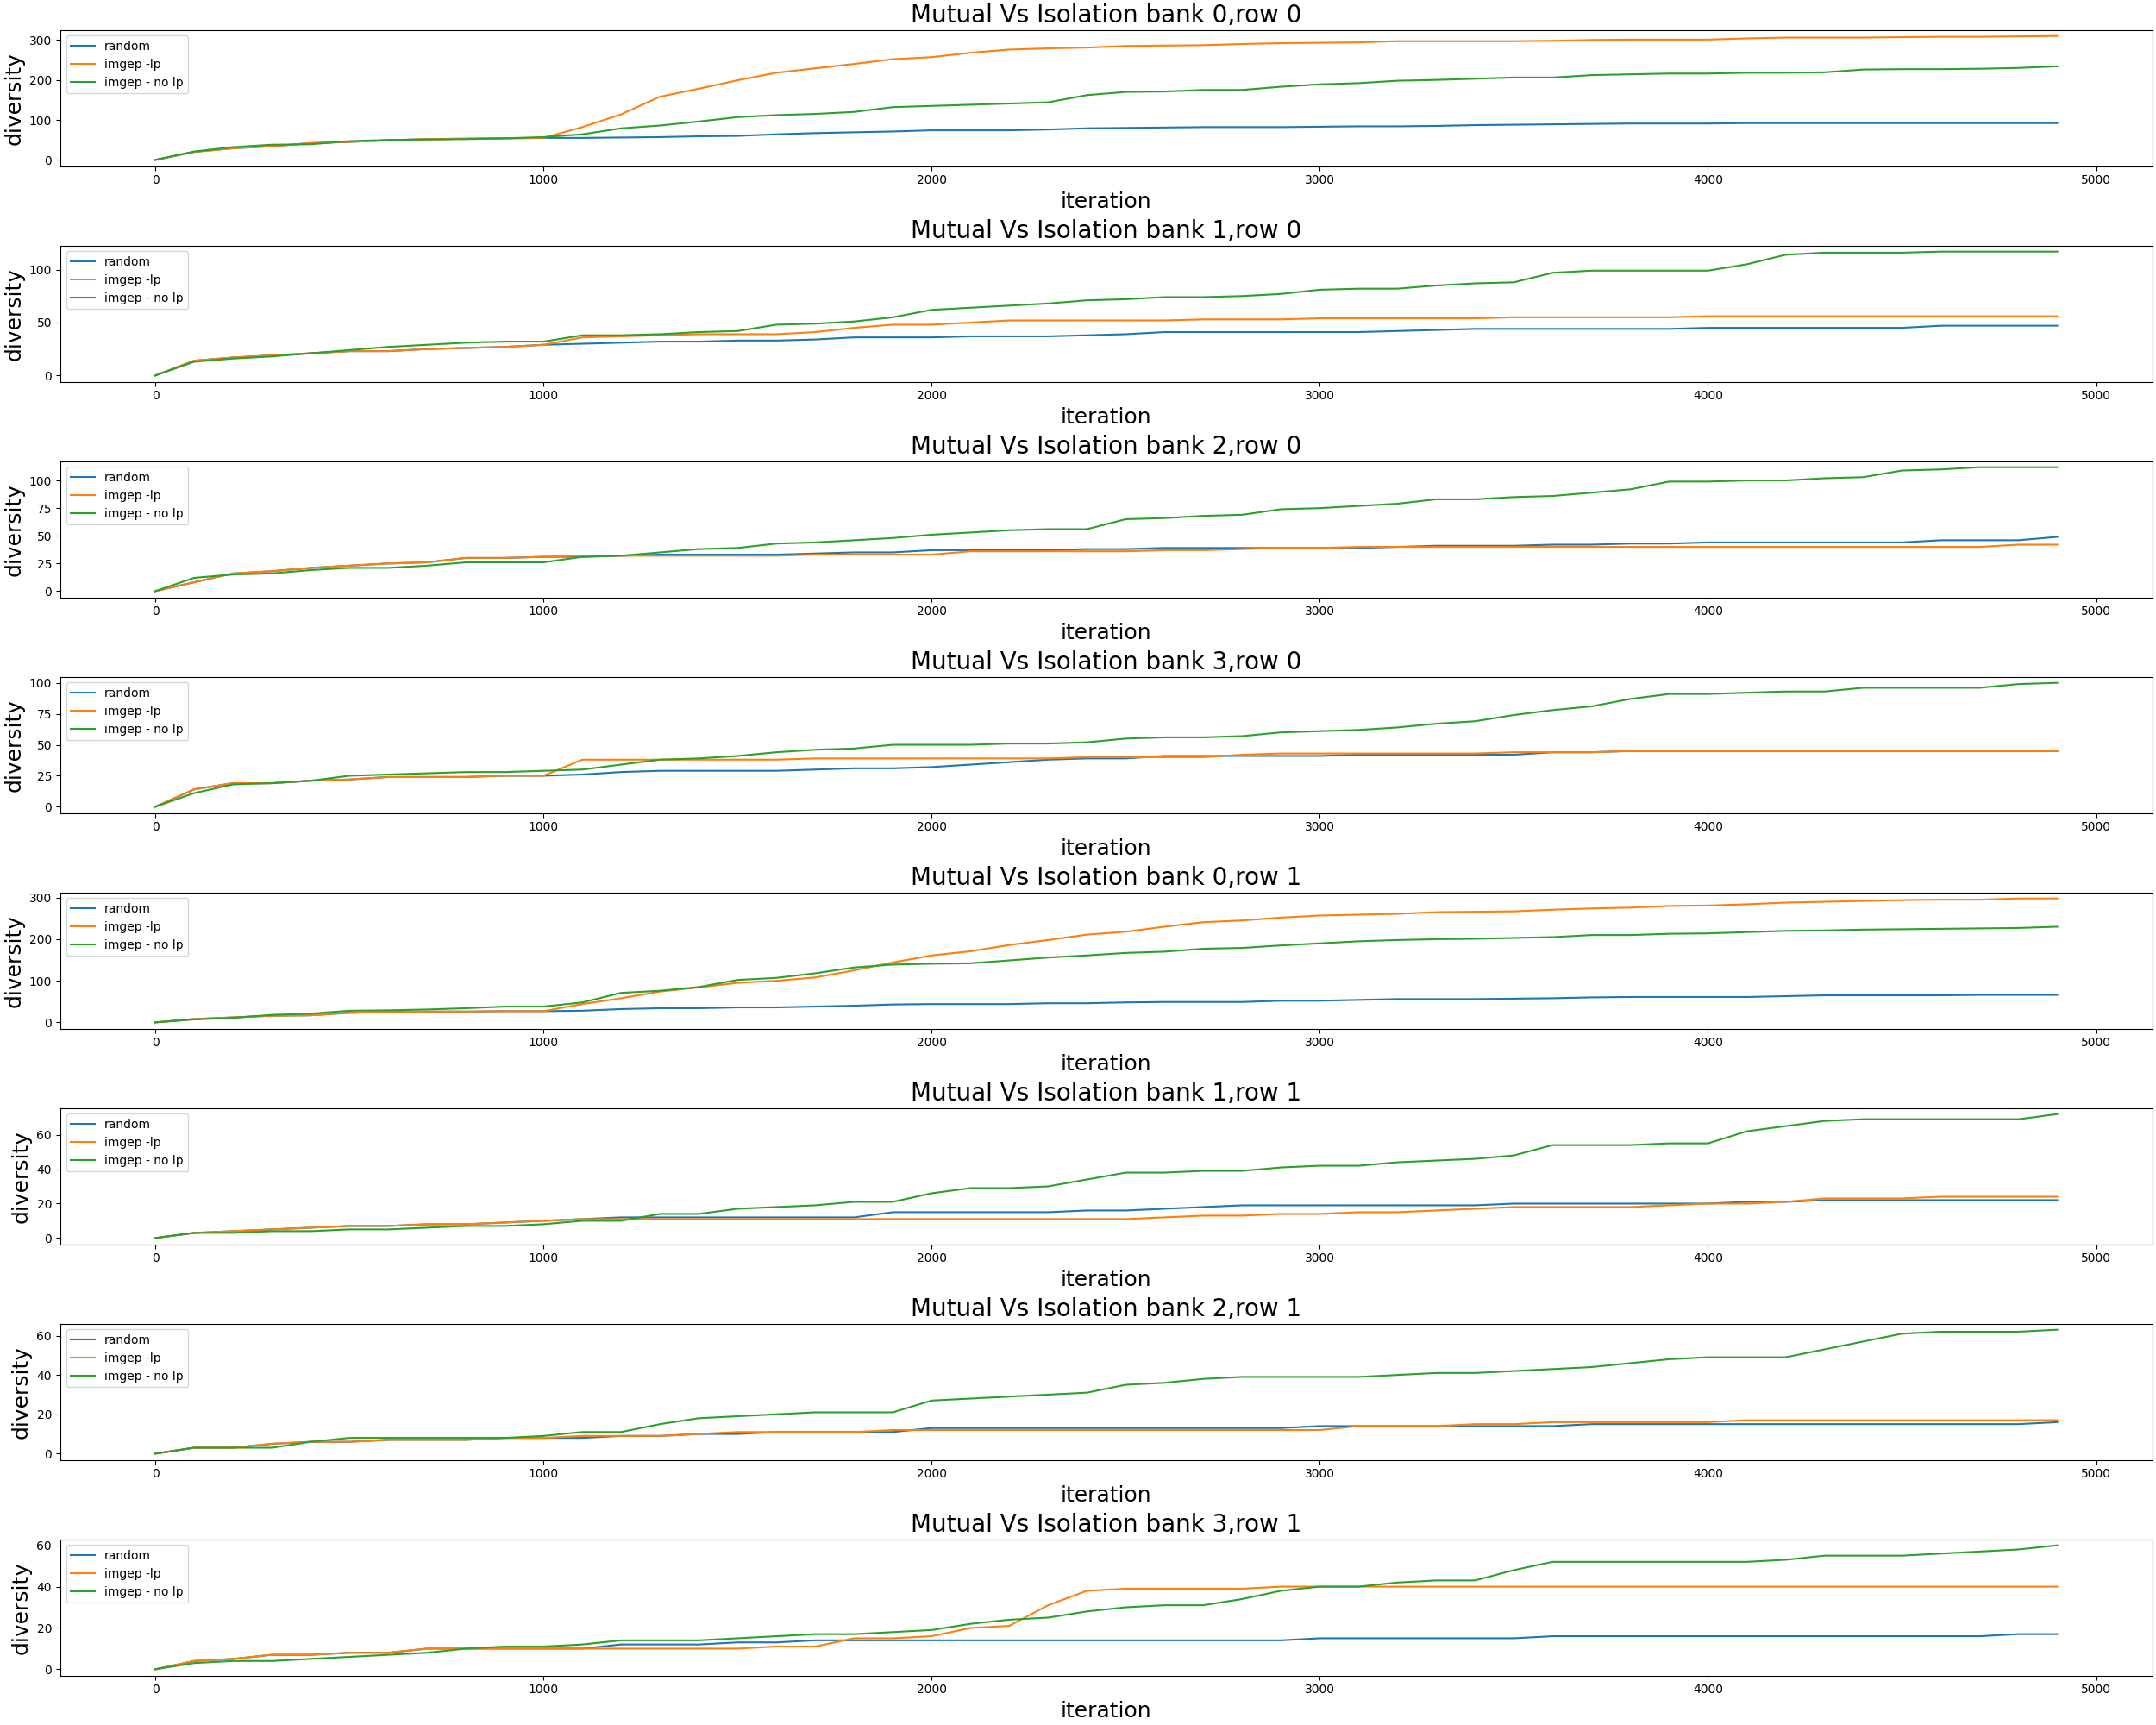 Mutual Vs Isolation bank 0,row 0
diversity
300
200
100
0
random
imgep -lp
imgep - no lp
0 1000 2000 3000 4000 5000
iteration
Mutual Vs Isolation bank 1,row 0
diversity
100
50
0
random
imgep -lp
imgep - no lp
0 1000 2000 3000 4000 5000
iteration
Mutual Vs Isolation bank 2,row 0
diversity
100
75
50
25
0
random
imgep -lp
imgep - no lp
0 1000 2000 3000 4000 5000
iteration
Mutual Vs Isolation bank 3,row 0
diversity
100
75
50
25
0
random
imgep -lp
imgep - no lp
0 1000 2000 3000 4000 5000
iteration
Mutual Vs Isolation bank 0,row 1
diversity
300
200
100
0
random
imgep -lp
imgep - no lp
0 1000 2000 3000 4000 5000
iteration
Mutual Vs Isolation bank 1,row 1
diversity
60
40
20
0
random
imgep -lp
imgep - no lp
0 1000 2000 3000 4000 5000
iteration
Mutual Vs Isolation bank 2,row 1
diversity
60
40
20
0
random
imgep -lp
imgep - no lp
0 1000 2000 3000 4000 5000
iteration
Mutual Vs Isolation bank 3,row 1
diversity
60
40
20
0
random
imgep -lp
imgep - no lp
0 1000 2000 3000 4000 5000
iteration